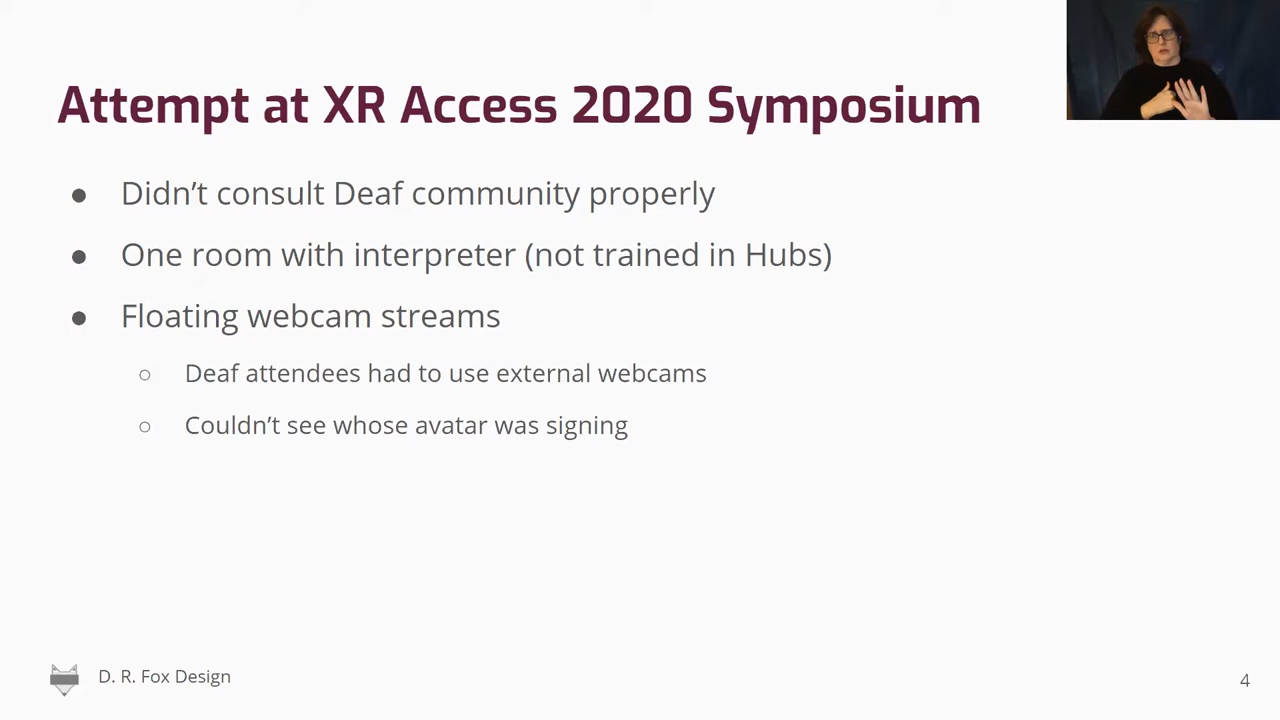 Attempt at XR Access 2020 Symposium
● Didn’t consult Deaf community properly
● One room with interpreter (not trained in Hubs)
● Floating webcam streams
○ Deaf attendees had to use external webcams
○ Couldn’t see whose avatar was signing
D. R. Fox Design
4